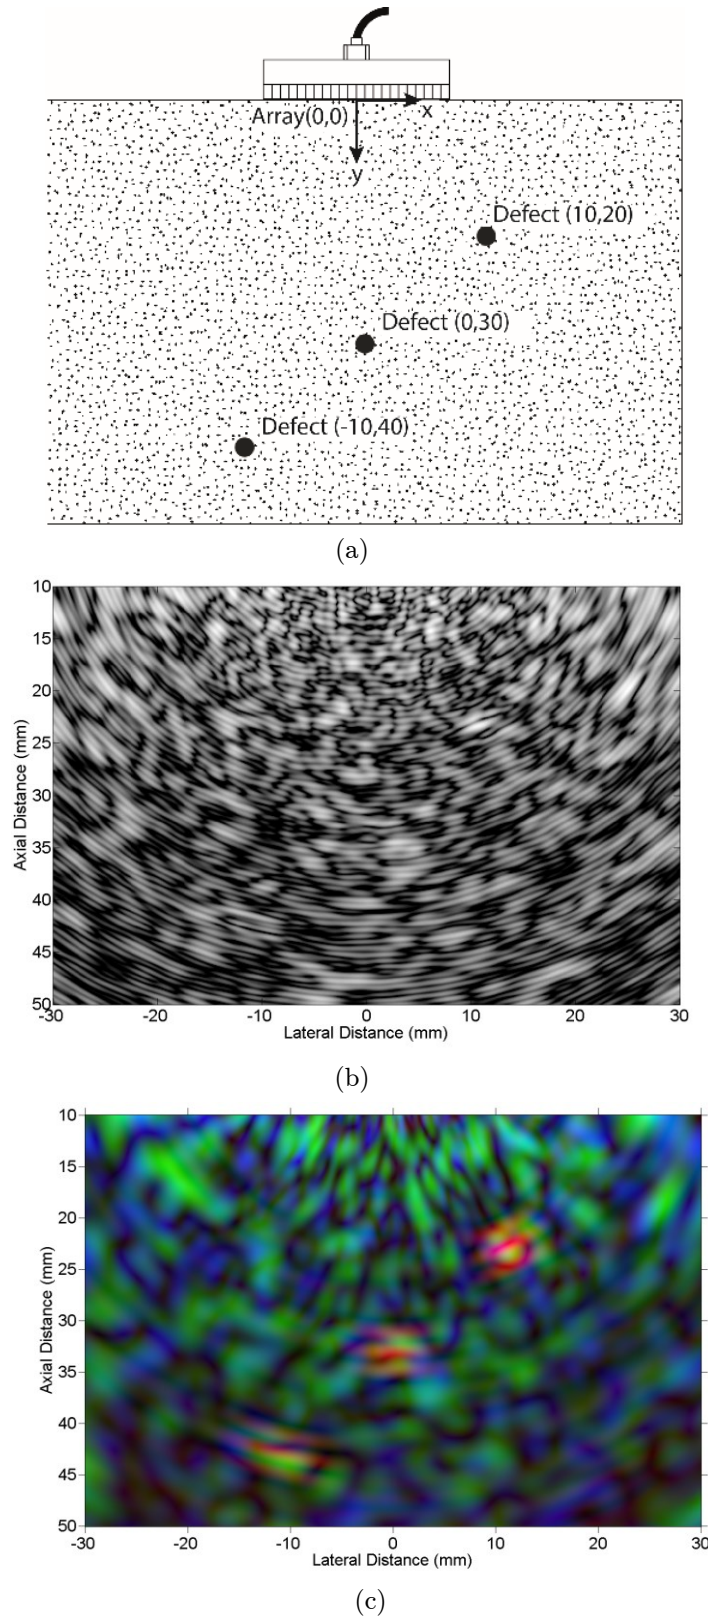 Array(0,0)
x
y
Defect (10,20)
Defect (0,30)
Defect (-10,40)
(a)
10
15
20
25
30
35
40
45
50
Axial Distance (mm)
-30 -20 -10 0 10 20 30
Lateral Distance (mm)
(b)
10
15
20
25
30
35
40
45
50
Axial Distance (mm)
-30 -20 -10 0 10 20 30
Lateral Distance (mm)
(c)